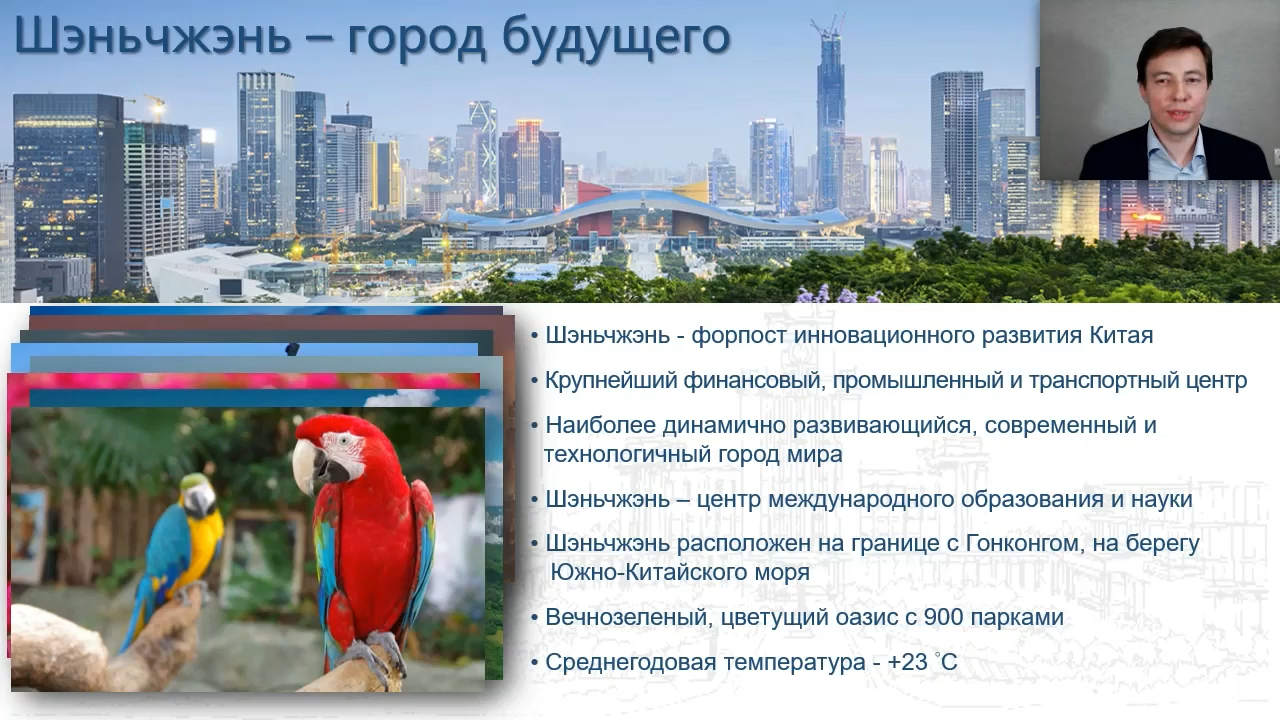 Шэньчжэнь – город будущего
• Шэньчжэнь - форпост инновационного развития Китая
• Крупнейший финансовый, промышленный и транспортный центр
• Наиболее динамично развивающийся, современный и
технологичный город мира
• Шэньчжэнь – центр международного образования и науки
• Шэньчжэнь расположен на границе с Гонконгом, на берегу
Южно-Китайского моря
• Вечнозеленый, цветущий оазис с 900 парками
• Среднегодовая температура - +23 ˚С